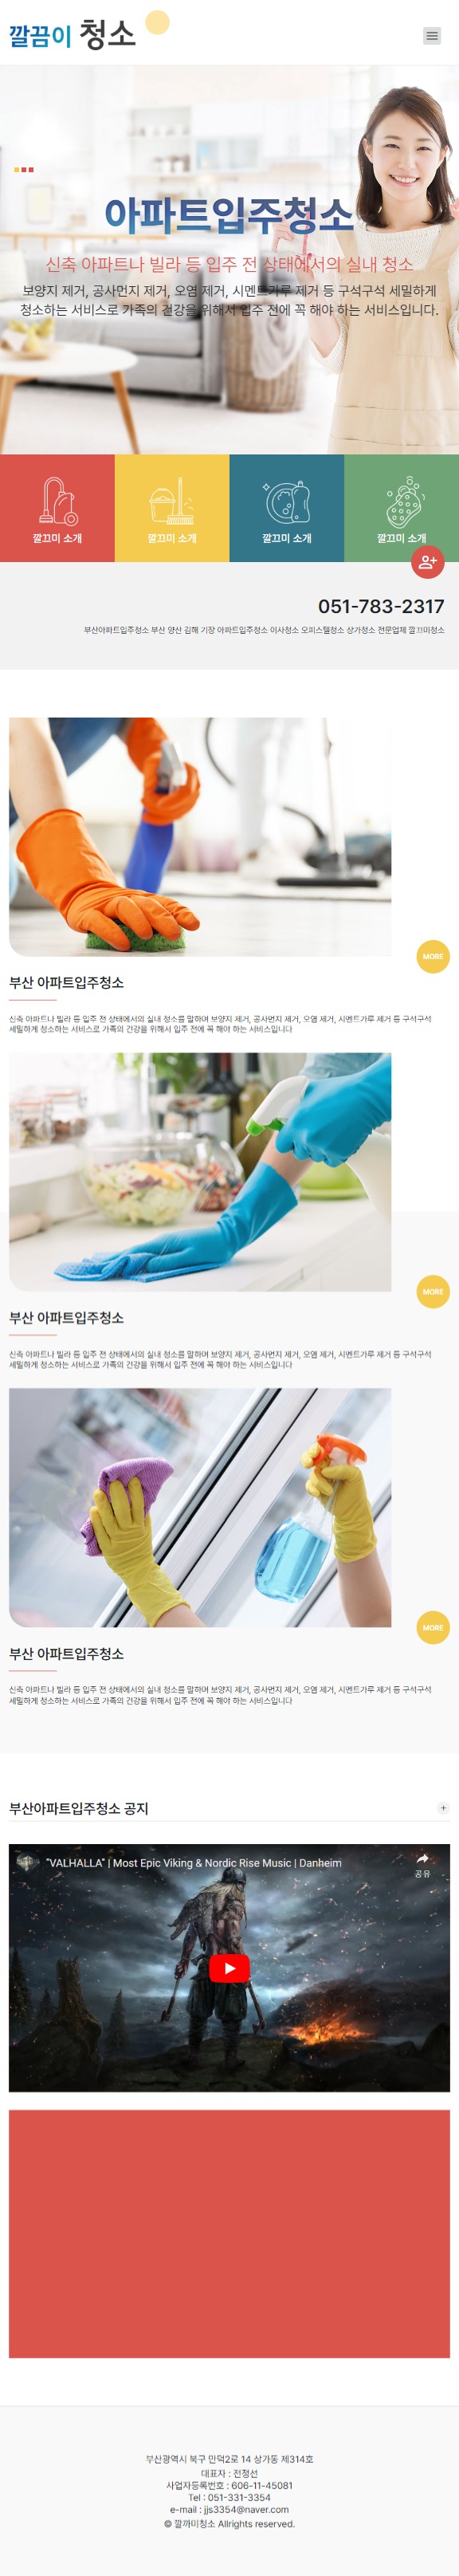 깔끔이 청소
아파트입주청소
신축 아파트나 빌라 등 입주 전 상태에서의 실내 청소
보양지 제거, 공사먼지 제거, 오염 제거, 시멘트가루 제거 등 구석구석 세밀하게
청소하는 서비스로 가족의 건강을 위해서 입주 전에 꼭 해야 하는 서비스입니다.
깔끄미 소개
깔끄미 소개
깔끄미 소개
깔끄미 소개
051-783-2317
부산아파트입주청소 부산 양산 김해 기장 아파트입주청소 이사청소 오피스텔청소 상가청소 전문업체 깔끄미청소
MORE
부산 아파트입주청소
신축 아파트나 빌라 등 입주 전 상태에서의 실내 청소를 말하며 보양지 제거, 공사먼지 제거, 오염 제거, 시멘트가루 제거 등 구석구석
세밀하게 청소하는 서비스로 가족의 건강을 위해서 입주 전에 꼭 해야 하는 서비스입니다
MORE
부산 아파트입주청소
신축 아파트나 빌라 등 입주 전 상태에서의 실내 청소를 말하며 보양지 제거, 공사먼지 제거, 오염 제거, 시멘트가루 제거 등 구석구석
세밀하게 청소하는 서비스로 가족의 건강을 위해서 입주 전에 꼭 해야 하는 서비스입니다
MORE
부산 아파트입주청소
신축 아파트나 빌라 등 입주 전 상태에서의 실내 청소를 말하며 보양지 제거, 공사먼지 제거, 오염 제거, 시멘트가루 제거 등 구석구석
세밀하게 청소하는 서비스로 가족의 건강을 위해서 입주 전에 꼭 해야 하는 서비스입니다
부산아파트입주청소 공지
+
"VALHALLA" | Most Epic Viking & Nordic Rise Music | Danheim
공유
부산광역시 북구 만덕2로 14 상가동 제314호
대표자 : 전정선
사업자등록번호 : 606-11-45081
Tel : 051-331-3354
e-mail : jjs3354@naver.com
© 깔끼미청소 Allrights reserved.